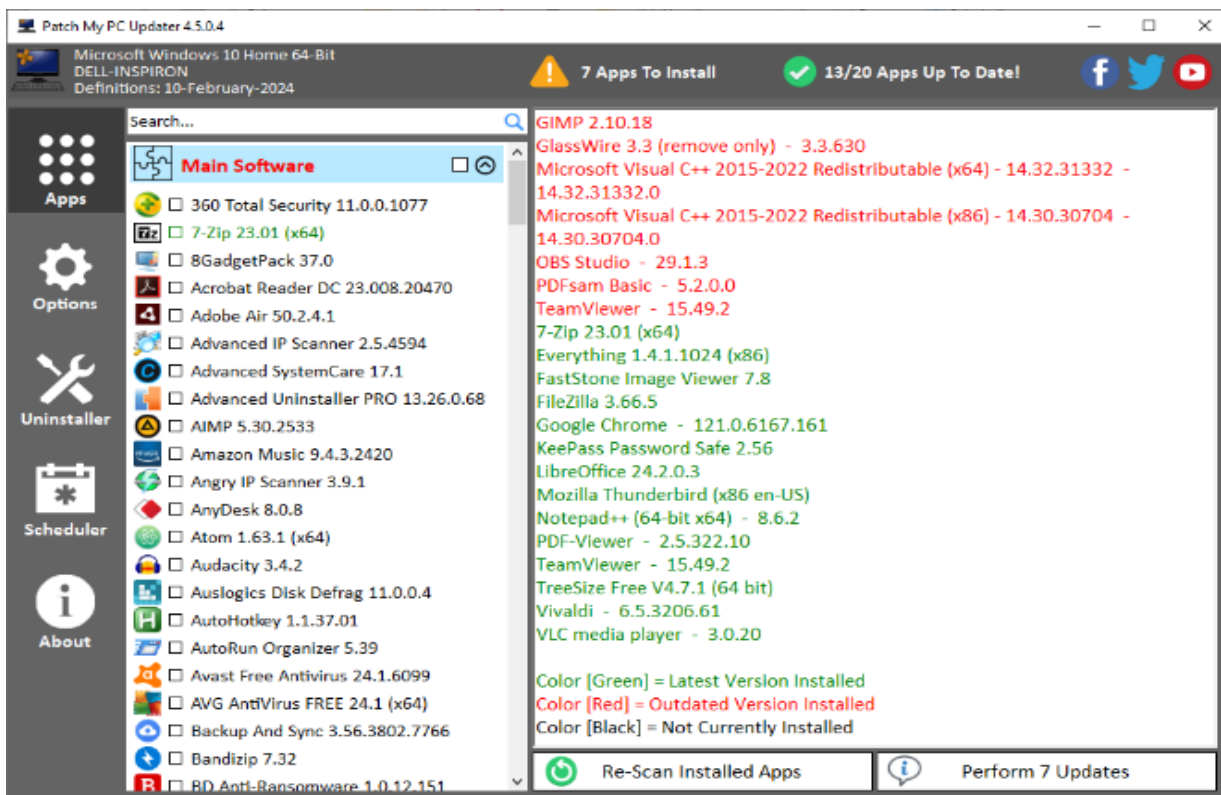 Patch My PC Updater 4.5.0.4
Microsoft Windows 10 Home 64-Bit
DELL-INSPIRON
Definitions: 10-February-2024
7 Apps To Install
13/20 Apps Up To Date!
Apps
Options
Uninstaller
Scheduler
About
Search...
Main Software
360 Total Security 11.0.0.1077
7-Zip 23.01 (x64)
8GadgetPack 37.0
Acrobat Reader DC 23.008.20470
Adobe Air 50.2.4.1
Advanced IP Scanner 2.5.4594
Advanced SystemCare 17.1
Advanced Uninstaller PRO 13.26.0.68
AIMP 5.30.2533
Amazon Music 9.4.3.2420
Angry IP Scanner 3.9.1
AnyDesk 8.0.8
Atom 1.63.1 (x64)
Audacity 3.4.2
Auslogics Disk Defrag 11.0.0.4
AutoHotkey 1.1.37.01
AutoRun Organizer 5.39
Avast Free Antivirus 24.1.6099
AVG AntiVirus FREE 24.1 (x64)
Backup And Sync 3.56.3802.7766
Bandizip 7.32
BD Anti-Ransomware 1.0.12.151
GIMP 2.10.18
GlassWire 3.3 (remove only) - 3.3.630
Microsoft Visual C++ 2015-2022 Redistributable (x64) - 14.32.31332 -
14.32.31332.0
Microsoft Visual C++ 2015-2022 Redistributable (x86) - 14.30.30704 -
14.30.30704.0
OBS Studio - 29.1.3
PDFsam Basic - 5.2.0.0
TeamViewer - 15.49.2
7-Zip 23.01 (x64)
Everything 1.4.1.1024 (x86)
FastStone Image Viewer 7.8
FileZilla 3.66.5
Google Chrome - 121.0.6167.161
KeePass Password Safe 2.56
LibreOffice 24.2.0.3
Mozilla Thunderbird (x86 en-US)
Notepad++ (64-bit x64) - 8.6.2
PDF-Viewer - 2.5.322.10
TeamViewer - 15.49.2
TreeSize Free V4.7.1 (64 bit)
Vivaldi - 6.5.3206.61
VLC media player - 3.0.20
Color [Green] = Latest Version Installed
Color [Red] = Outdated Version Installed
Color [Black] = Not Currently Installed
Re-Scan Installed Apps
Perform 7 Updates